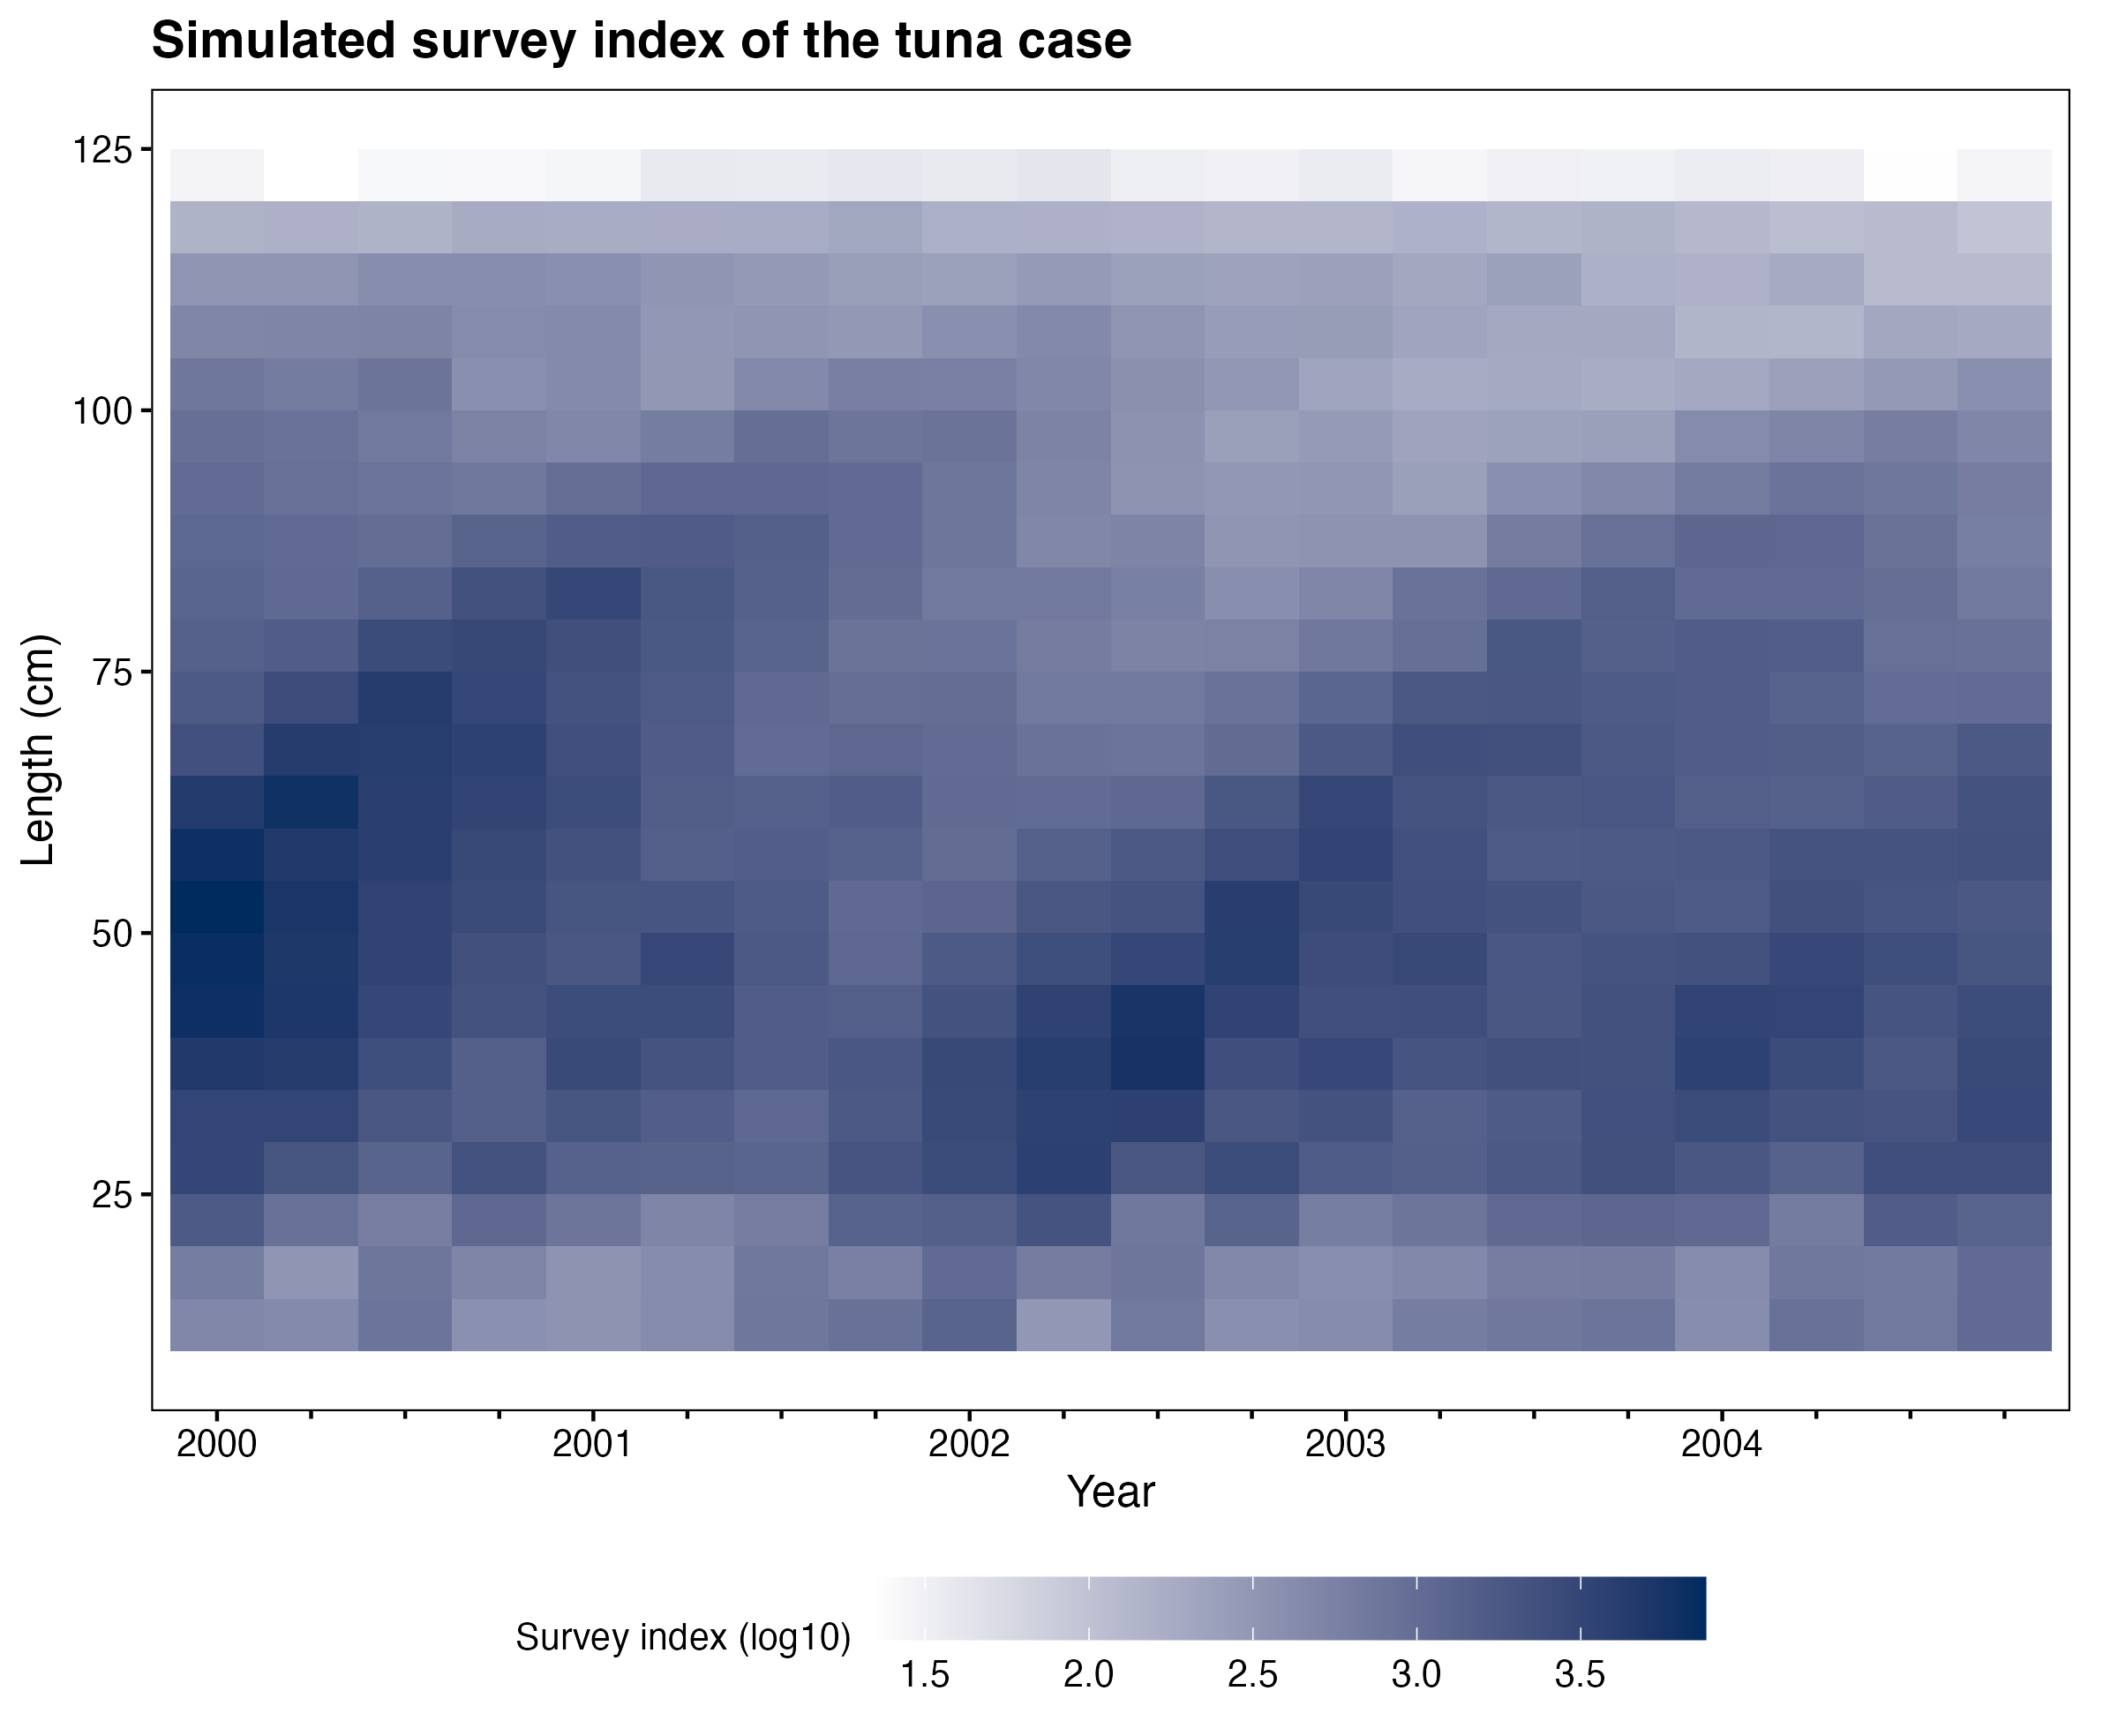 Simulated survey index of the tuna case
125
100
75
50
25
Length (cm)
2000 2001 2002 2003 2004
Year
Survey index (log10)
1.5 2.0 2.5 3.0 3.5